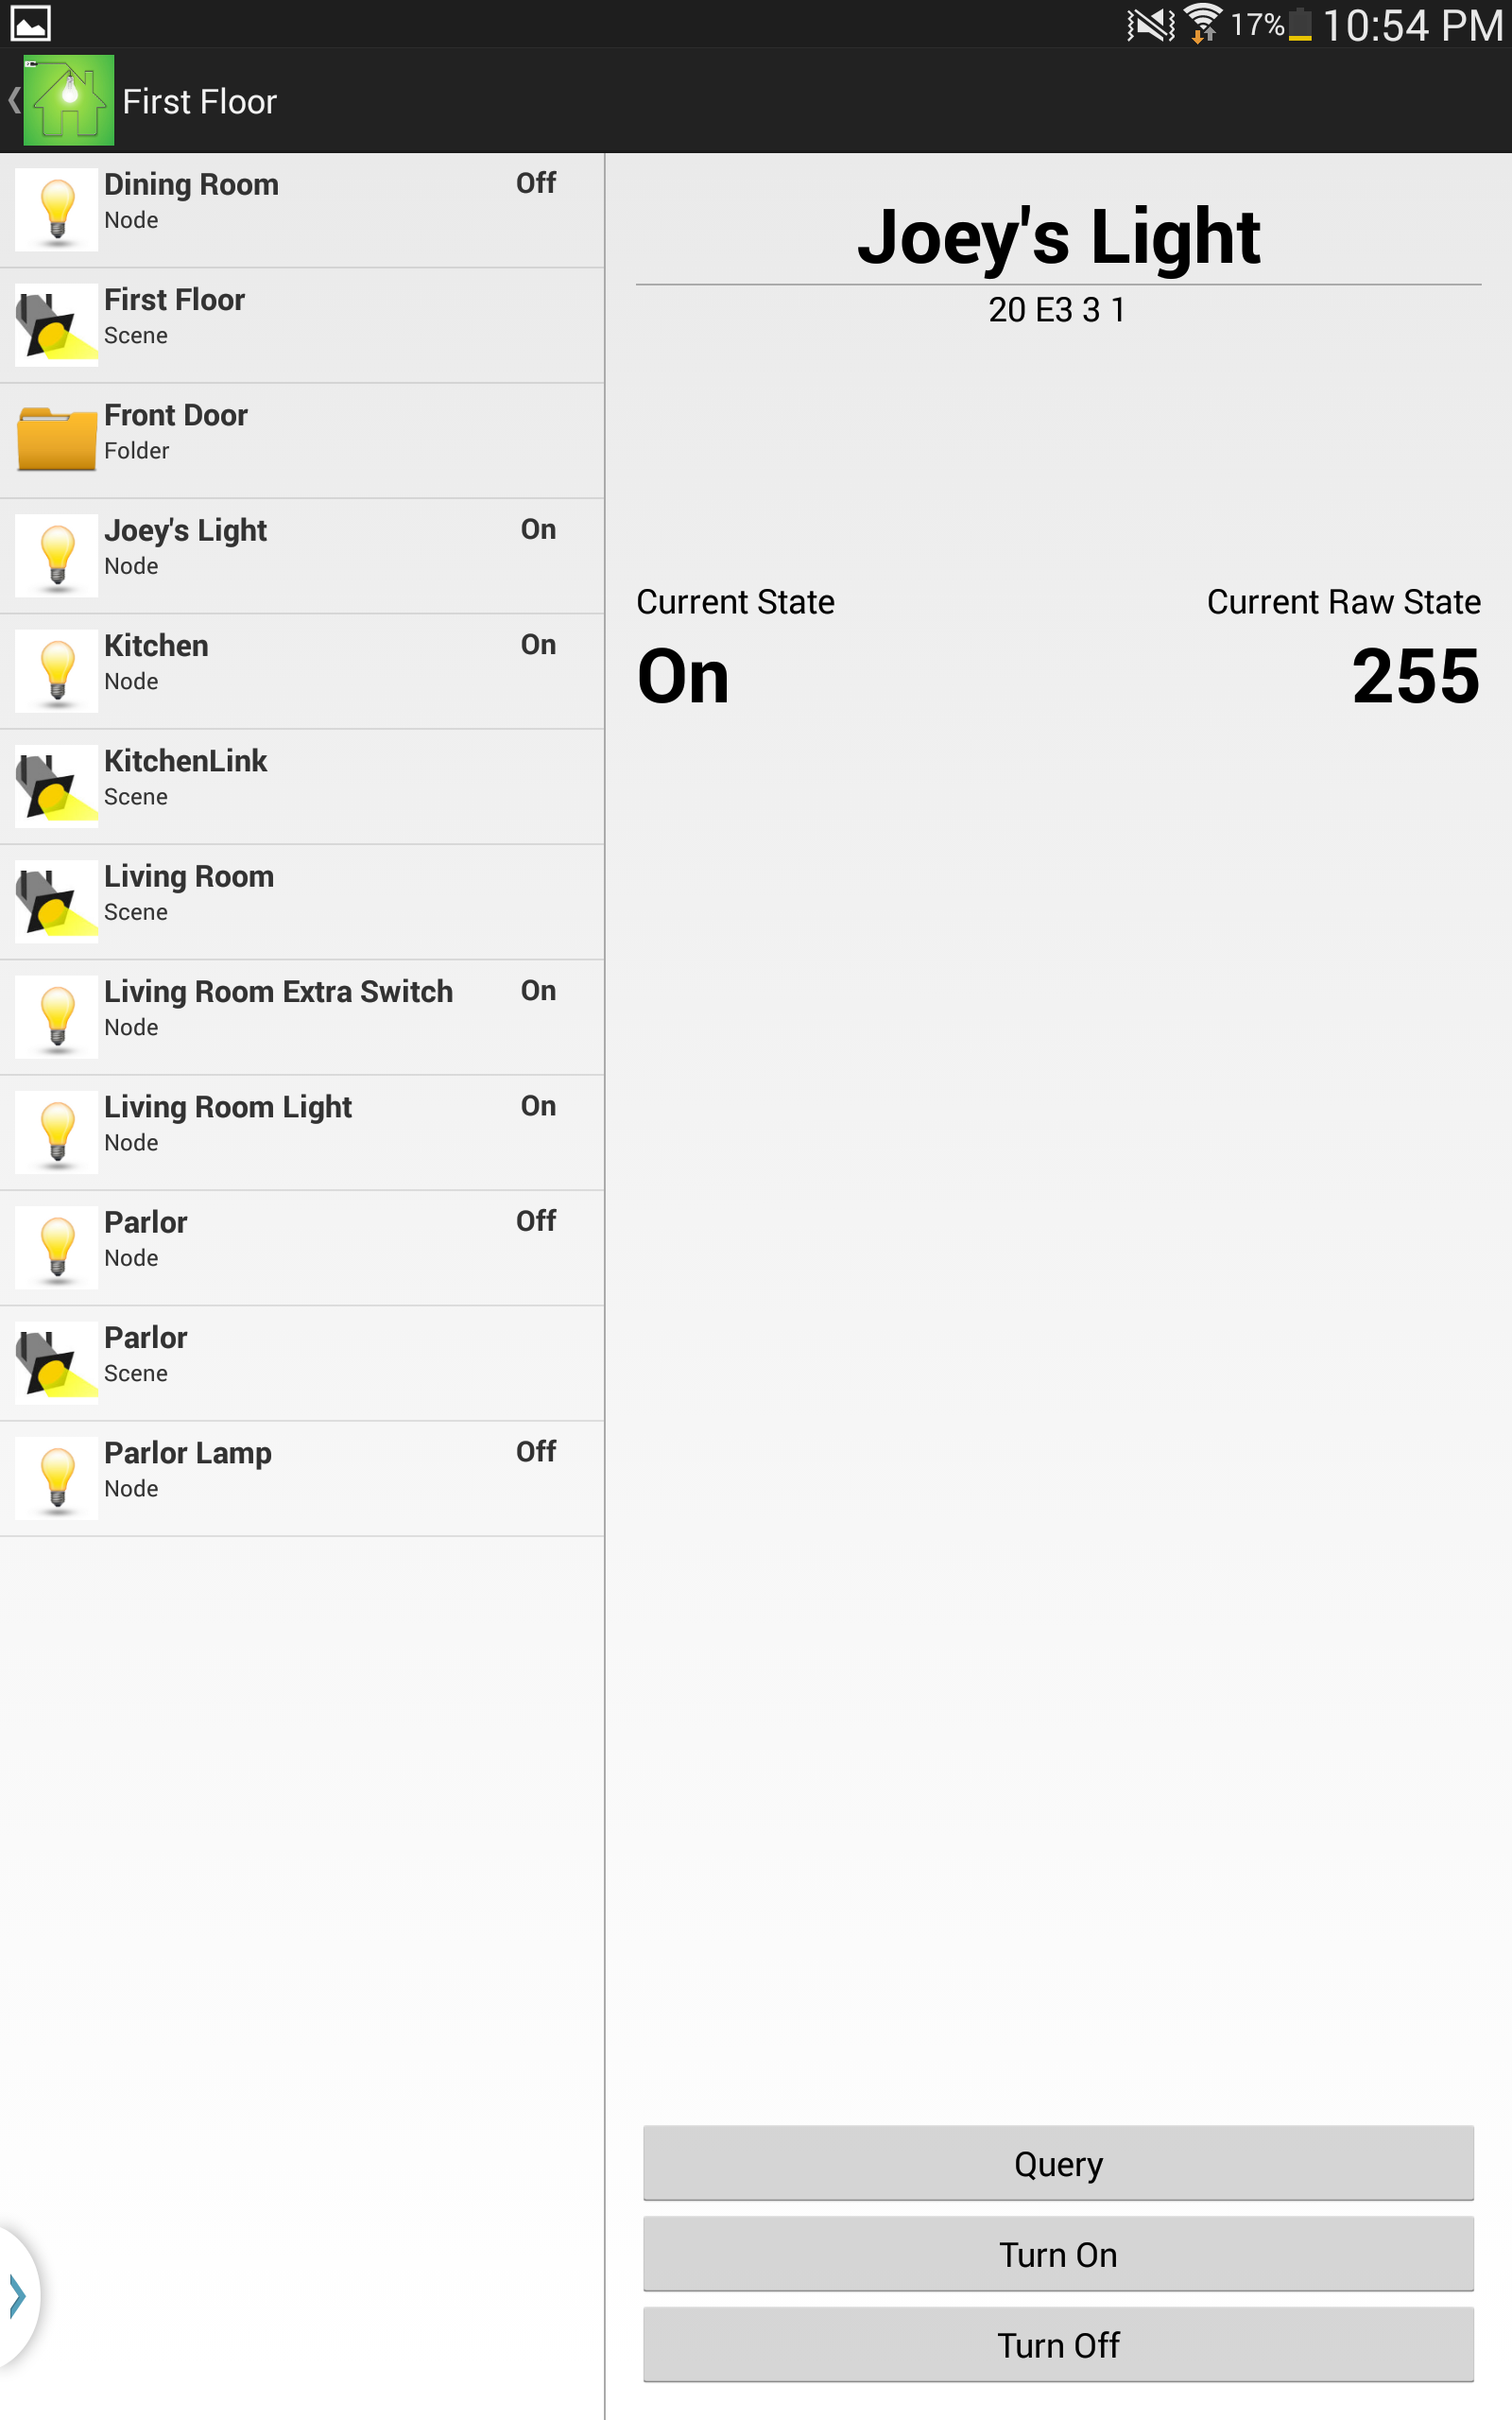 17% 10:54 PM
First Floor
Dining Room Off
Node
First Floor
Scene
Front Door
Folder
Joey's Light On
Node
Kitchen On
Node
KitchenLink
Scene
Living Room
Scene
Living Room Extra Switch On
Node
Living Room Light On
Node
Parlor Off
Node
Parlor
Scene
Parlor Lamp Off
Node
Joey's Light
20 E3 3 1
Current State Current Raw State
On 255
Query
Turn On
Turn Off